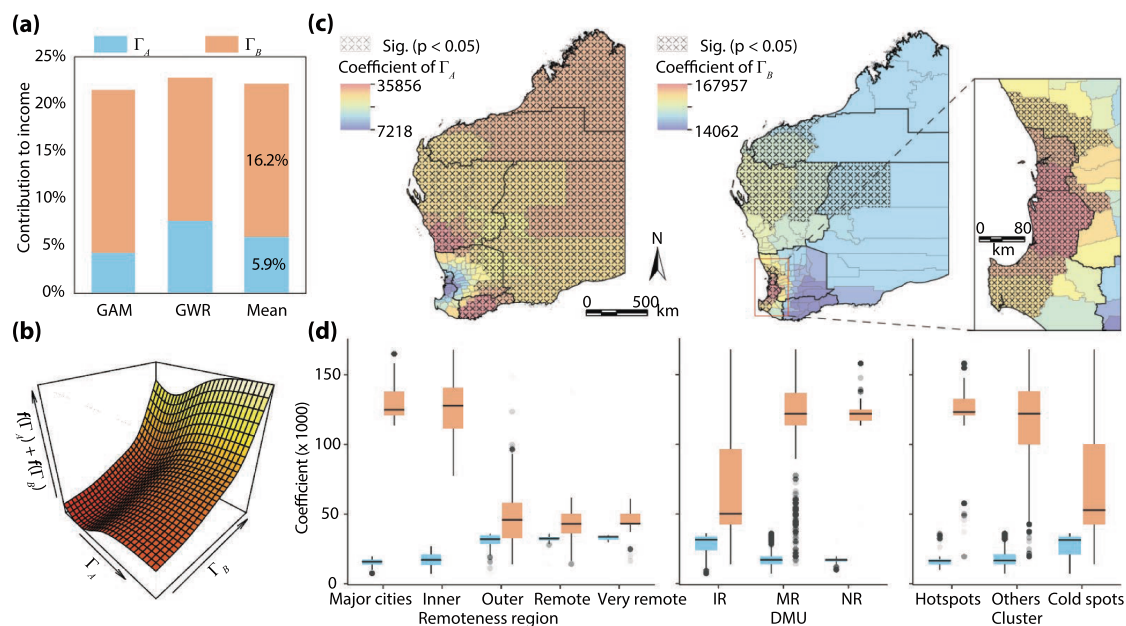 (a)
Γ_A
Γ_B
Contribution to income
25%
20%
15%
10%
5%
0%
16.2%
5.9%
GAM
GWR
Mean
(b)
f(Γ_A) + f(Γ_B)
Γ_A
Γ_B
(c)
Sig. (p < 0.05)
Coefficient of Γ_A
35856
7218
N
0 500
km
Sig. (p < 0.05)
Coefficient of Γ_B
167957
14062
0 80
km
(d)
Coefficient (x 1000)
150
100
50
0
Major cities
Inner
Outer
Remote
Very remote
Remoteness region
IR
MR
NR
DMU
Hotspots
Others
Cold spots
Cluster